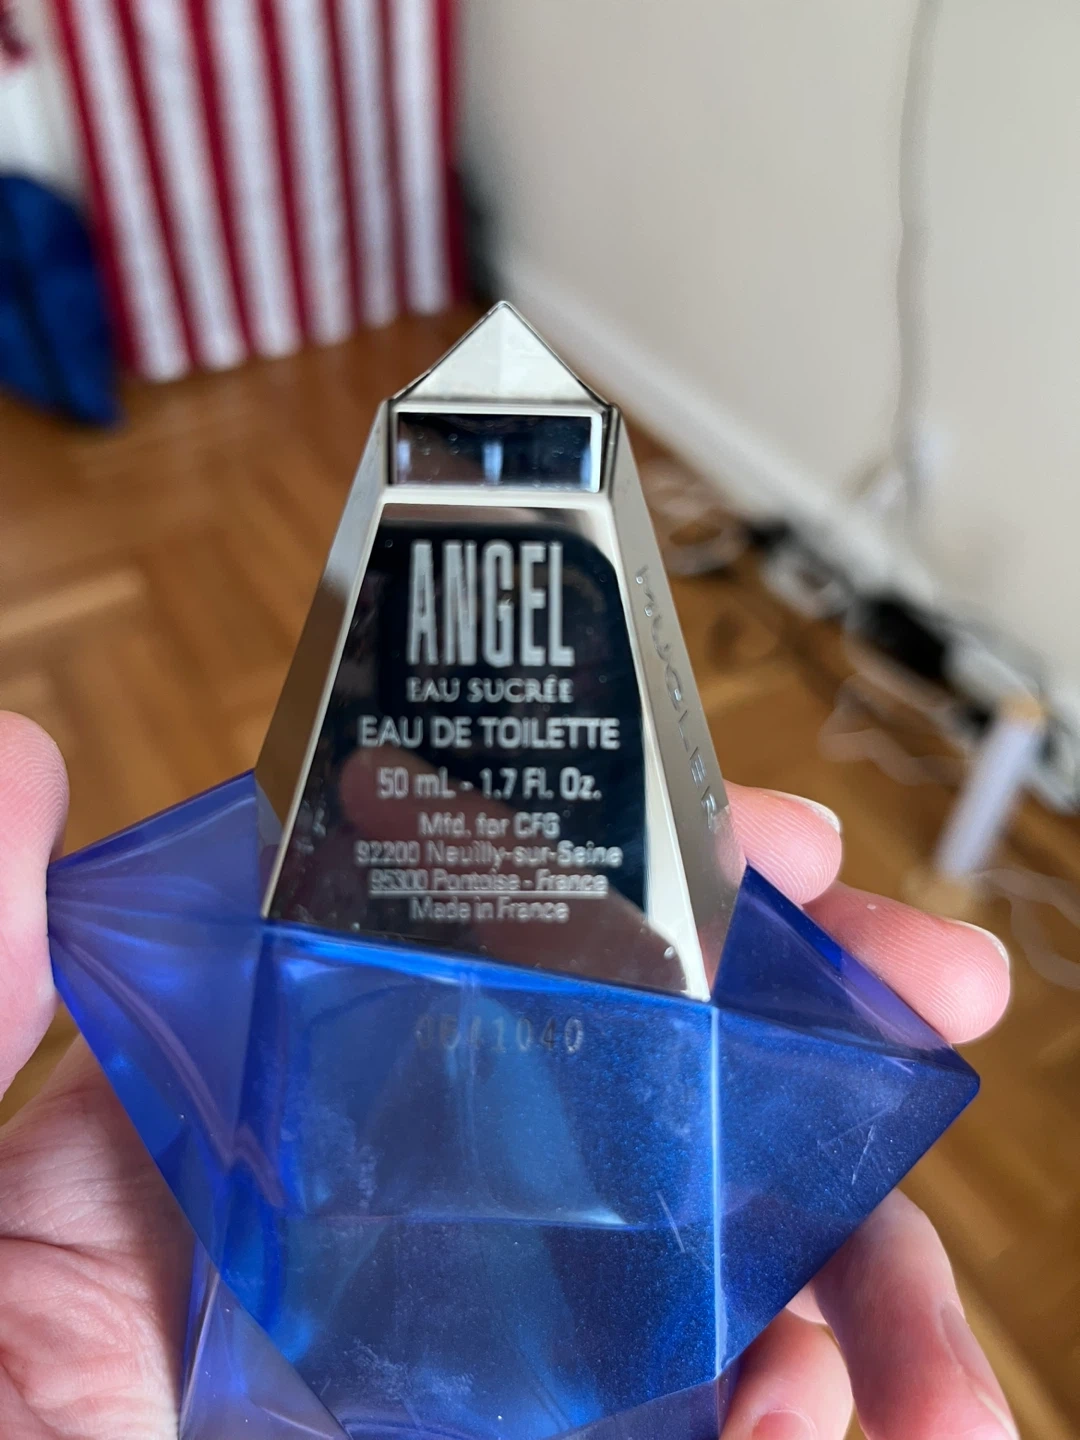 ANGEL
EAU SUCRÉE
EAU DE TOILETTE
50 mL - 1.7 Fl. Oz.
Mfd. for CFG
92200 Neuilly-sur-Seine
95300 Pontoise - France
Made in France
MUGLER